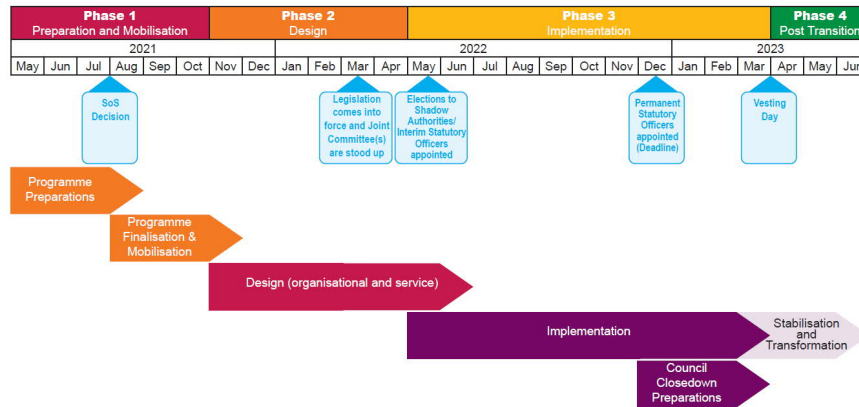 Phase 1
Preparation and Mobilisation
Phase 2
Design
Phase 3
Implementation
Phase 4
Post Transition
2021
2022
2023
May Jun Jul Aug Sep Oct Nov Dec Jan Feb Mar Apr May Jun Jul Aug Sep Oct Nov Dec Jan Feb Mar Apr May Jun
SoS
Decision
Legislation
comes into
force and Joint
Committee(s)
are stood up
Elections to
Shadow
Authorities/
Interim Statutory
Officers
appointed
Permanent
Statutory
Officers
appointed
(Deadline)
Vesting
Day
Programme
Preparations
Programme
Finalisation &
Mobilisation
Design (organisational and service)
Implementation
Stabilisation
and
Transformation
Council
Closedown
Preparations